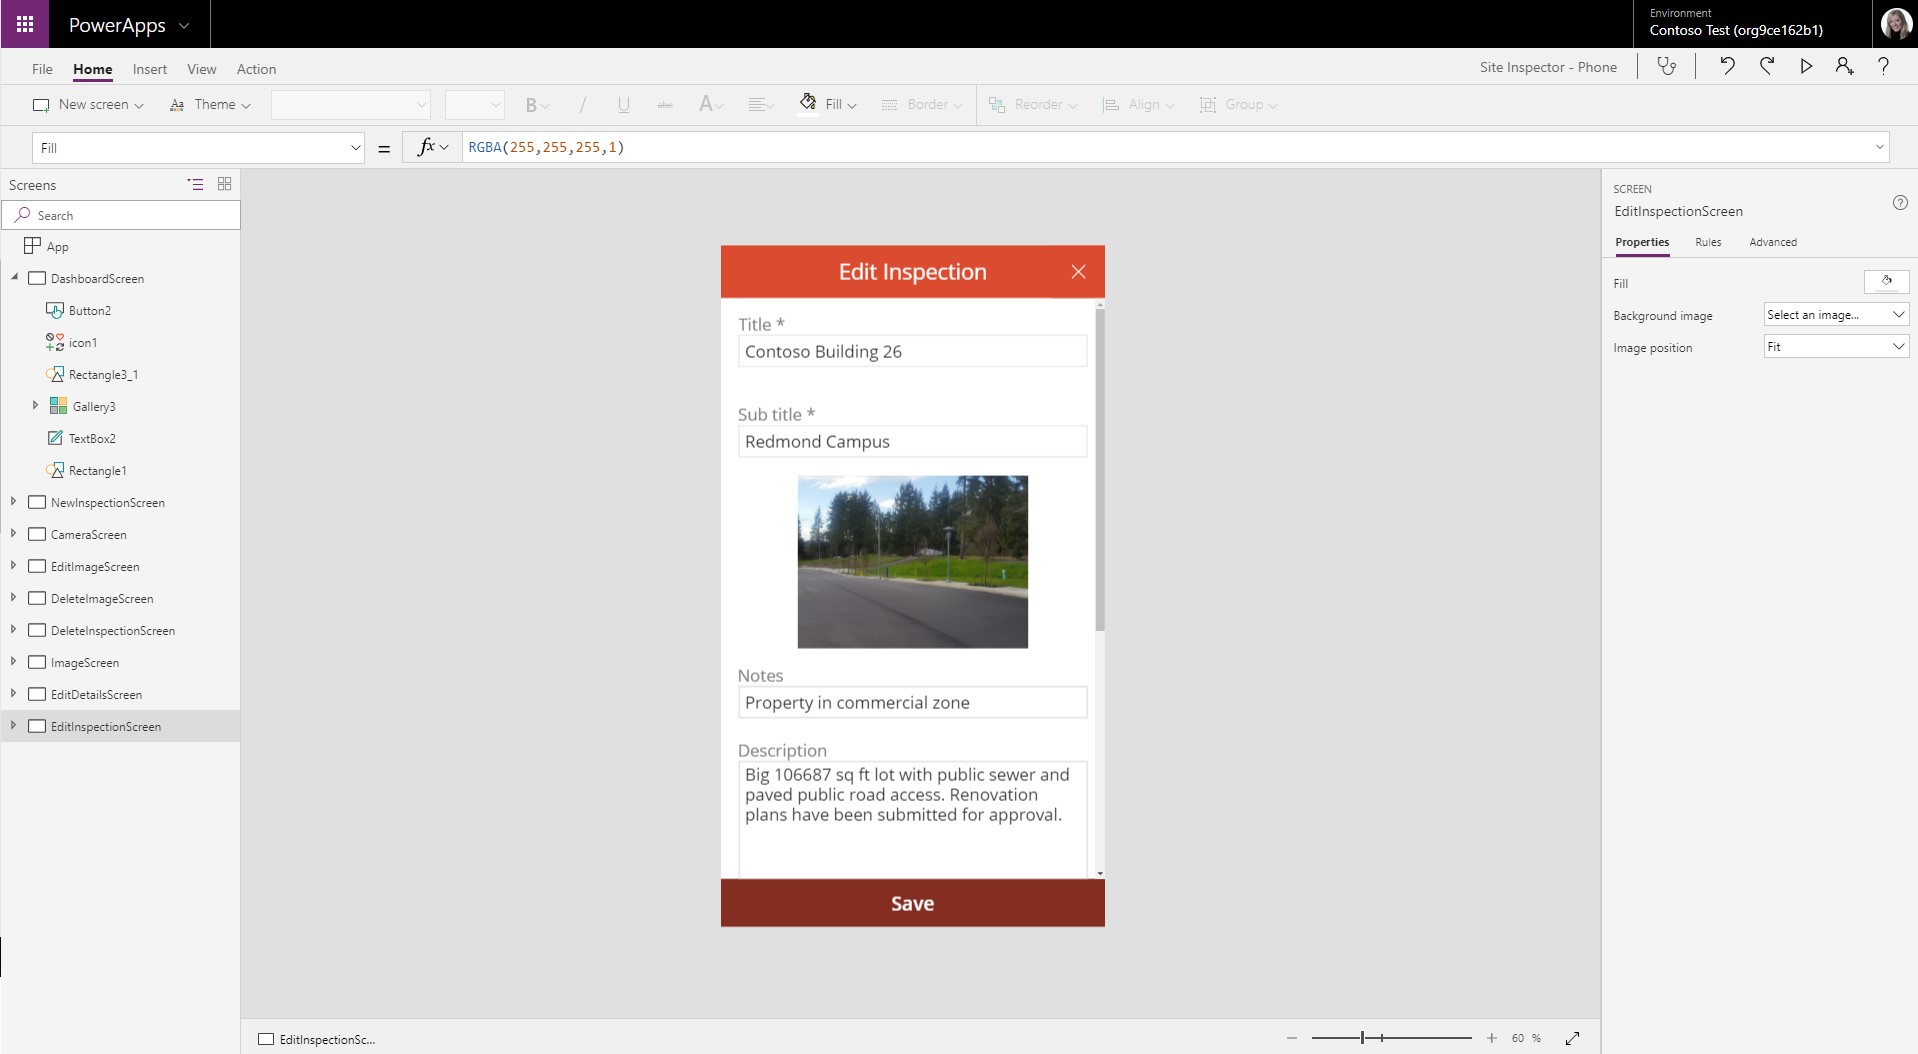 PowerApps
Environment
Contoso Test (org9ce162b1)
File Home Insert View Action
Site Inspector - Phone
New screen Theme B / U abc A Fill Border Reorder Align Group
Fill = fx RGBA(255,255,255,1)
Screens
Search
App
DashboardScreen
Button2
icon1
Rectangle3_1
Gallery3
TextBox2
Rectangle1
NewInspectionScreen
CameraScreen
EditImageScreen
DeleteImageScreen
DeleteInspectionScreen
ImageScreen
EditDetailsScreen
EditInspectionScreen
Edit Inspection
Title *
Contoso Building 26
Sub title *
Redmond Campus
Notes
Property in commercial zone
Description
Big 106687 sq ft lot with public sewer and
paved public road access. Renovation
plans have been submitted for approval.
Save
SCREEN
EditInspectionScreen
Properties Rules Advanced
Fill
Background image Select an image...
Image position Fit
EditInspectionSc...
60 %